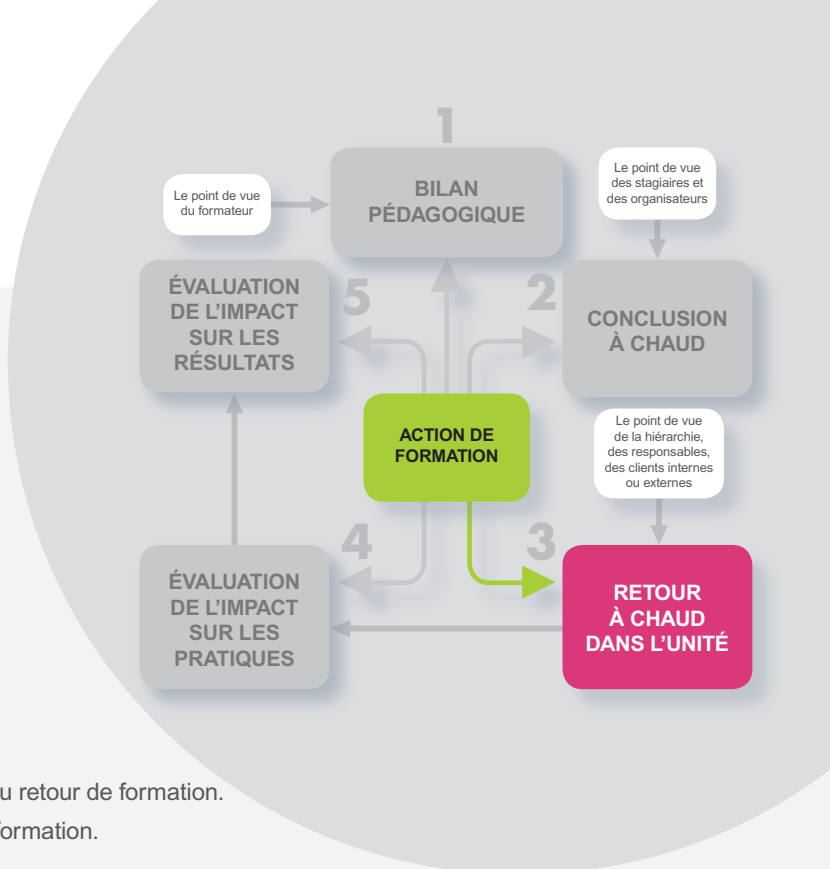 1
Le point de vue
du formateur
BILAN
PÉDAGOGIQUE
Le point de vue
des stagiaires et
des organisateurs
ÉVALUATION
DE L’IMPACT
SUR LES
RÉSULTATS
5
2
CONCLUSION
À CHAUD
ACTION DE
FORMATION
Le point de vue
de la hiérarchie,
des responsables,
des clients internes
ou externes
4
3
ÉVALUATION
DE L’IMPACT
SUR LES
PRATIQUES
RETOUR
À CHAUD
DANS L’UNITÉ
u retour de formation.
formation.